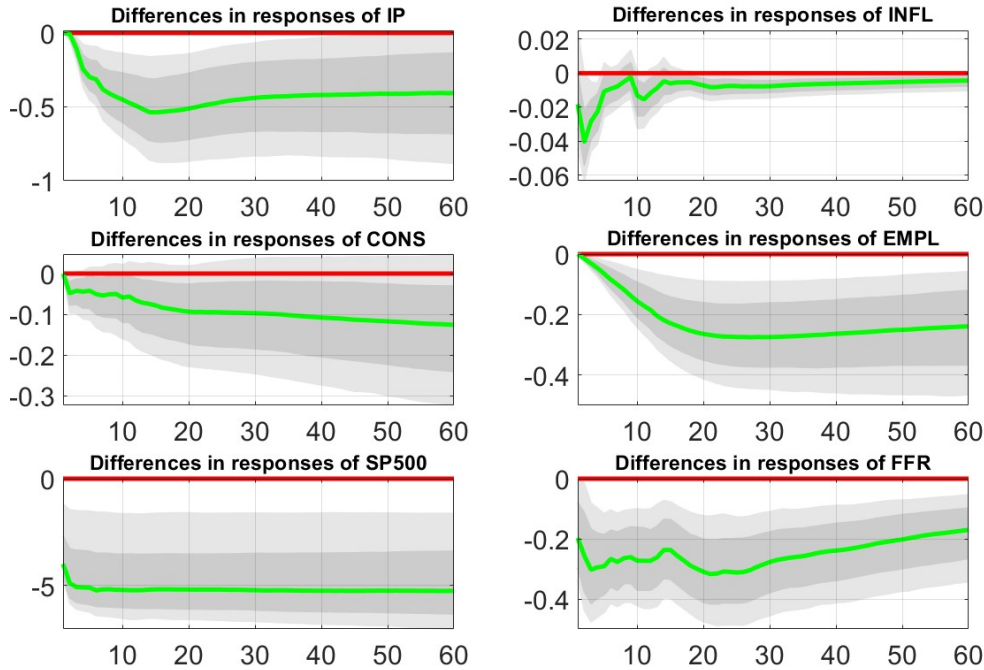 Differences in responses of IP
0
-0.5
-1
10 20 30 40 50 60
Differences in responses of INFL
0.02
0
-0.02
-0.04
-0.06
10 20 30 40 50 60
Differences in responses of CONS
0
-0.1
-0.2
-0.3
10 20 30 40 50 60
Differences in responses of EMPL
0
-0.2
-0.4
10 20 30 40 50 60
Differences in responses of SP500
0
-5
10 20 30 40 50 60
Differences in responses of FFR
0
-0.2
-0.4
10 20 30 40 50 60